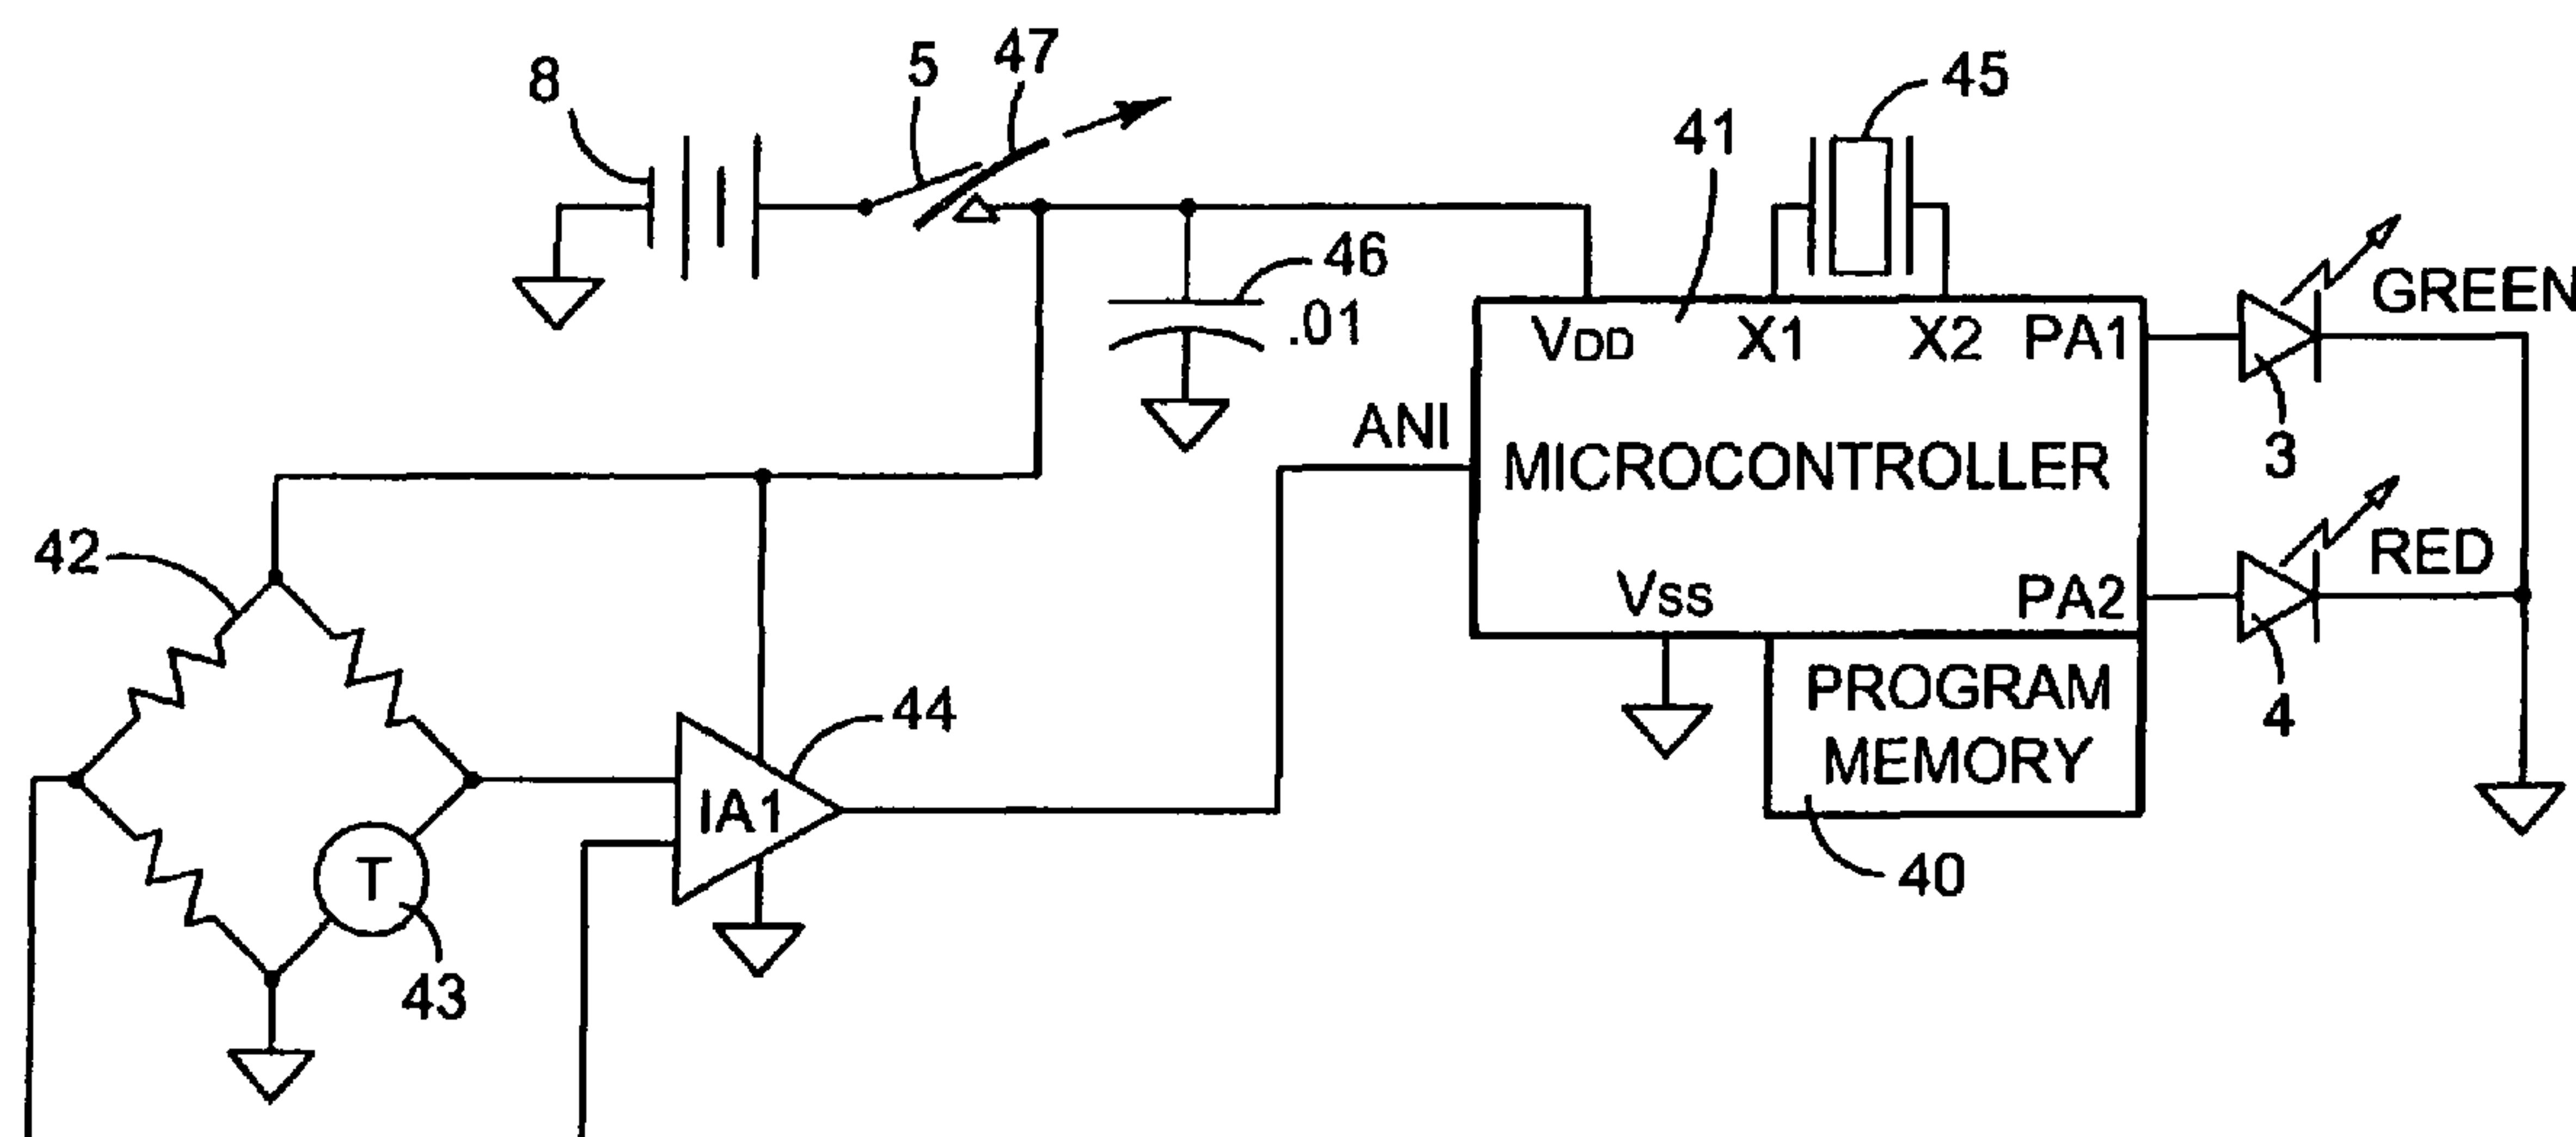 8
5
47
45
41
46
.01
GREEN
VDD
X1
X2
PA1
ANI
MICROCONTROLLER
3
42
RED
VSS
PA2
PROGRAM
MEMORY
4
44
IA1
T
40
43